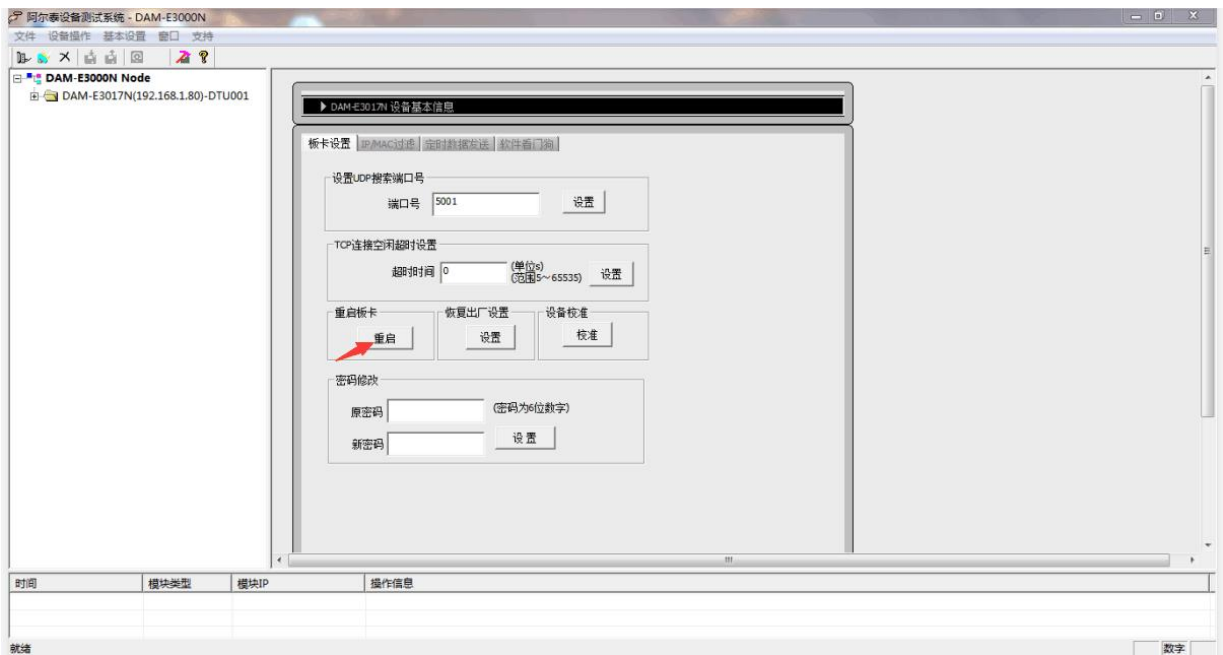 阿尔泰设备测试系统 - DAM-E3000N
文件 设备操作 基本设置 窗口 支持
DAM-E3000N Node
DAM-E3017N(192.168.1.80)-DTU001
DAM-E3017N 设备基本信息
板卡设置 IP/MAC过滤 定时数据发送 软件看门狗
设置UDP搜索端口号
端口号 5001 设置
TCP连接空闲超时设置
超时时间 0 (单位s) 设置
(范围5~65535)
重启板卡 恢复出厂设置 设备校准
重启 设置 校准
密码修改
原密码 (密码为6位数字)
新密码 设置
时间 模块类型 模块IP 操作信息
就绪 数字